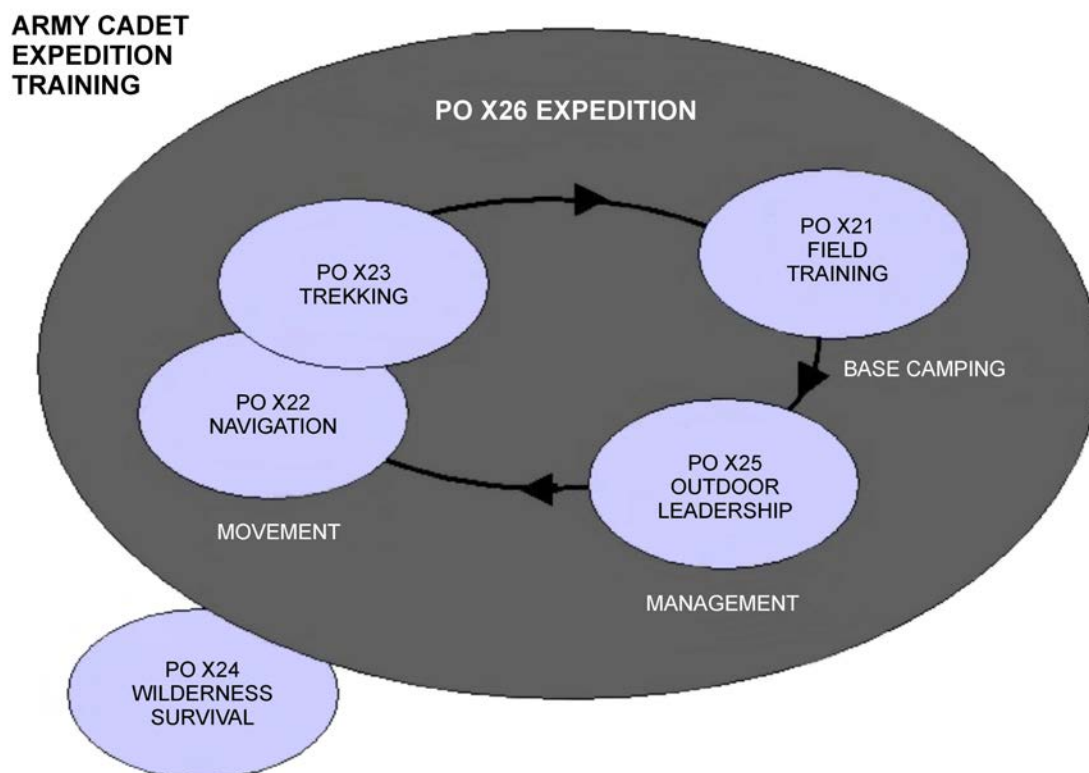 ARMY CADET
EXPEDITION
TRAINING
PO X26 EXPEDITION
PO X21
FIELD
TRAINING
PO X23
TREKKING
BASE CAMPING
PO X22
NAVIGATION
PO X25
OUTDOOR
LEADERSHIP
MOVEMENT
MANAGEMENT
PO X24
WILDERNESS
SURVIVAL